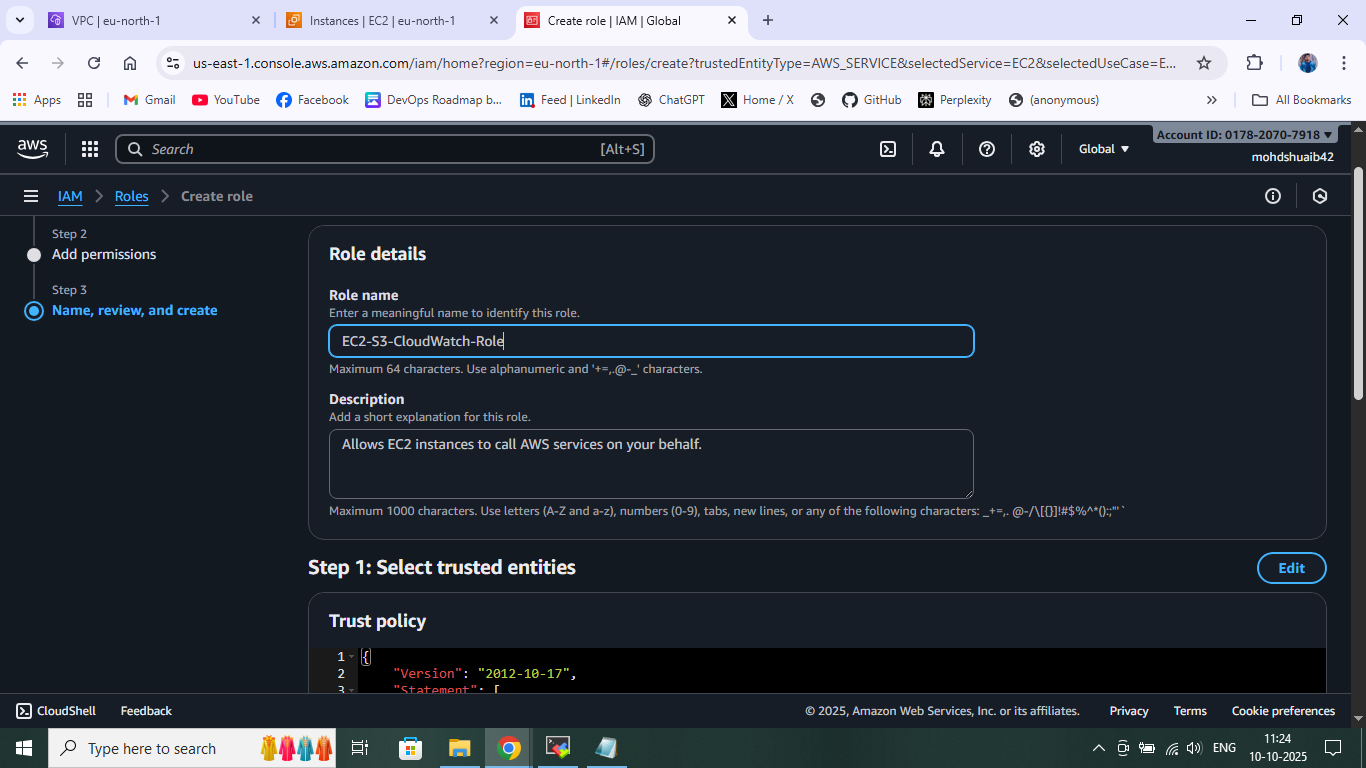 VPC | eu-north-1
Instances | EC2 | eu-north-1
Create role | IAM | Global
us-east-1.console.aws.amazon.com/iam/home?region=eu-north-1#/roles/create?trustedEntityType=AWS_SERVICE&selectedService=EC2&selectedUseCase=E...
Apps
Gmail
YouTube
Facebook
DevOps Roadmap b...
Feed | LinkedIn
ChatGPT
Home / X
GitHub
Perplexity
(anonymous)
All Bookmarks
aws
Search
[Alt+S]
Global
Account ID: 0178-2070-7918
mohdshuaib42
IAM
Roles
Create role
Step 2
Add permissions
Step 3
Name, review, and create
Role details
Role name
Enter a meaningful name to identify this role.
EC2-S3-CloudWatch-Role
Maximum 64 characters. Use alphanumeric and '+=,.@-_' characters.
Description
Add a short explanation for this role.
Allows EC2 instances to call AWS services on your behalf.
Maximum 1000 characters. Use letters (A-Z and a-z), numbers (0-9), tabs, new lines, or any of the following characters: _+=,. @-/\[{}]!#$%^*();:"'`
Step 1: Select trusted entities
Edit
Trust policy
1 {
2 "Version": "2012-10-17",
3 "Statement": [
CloudShell
Feedback
© 2025, Amazon Web Services, Inc. or its affiliates.
Privacy
Terms
Cookie preferences
Type here to search
ENG
11:24
10-10-2025